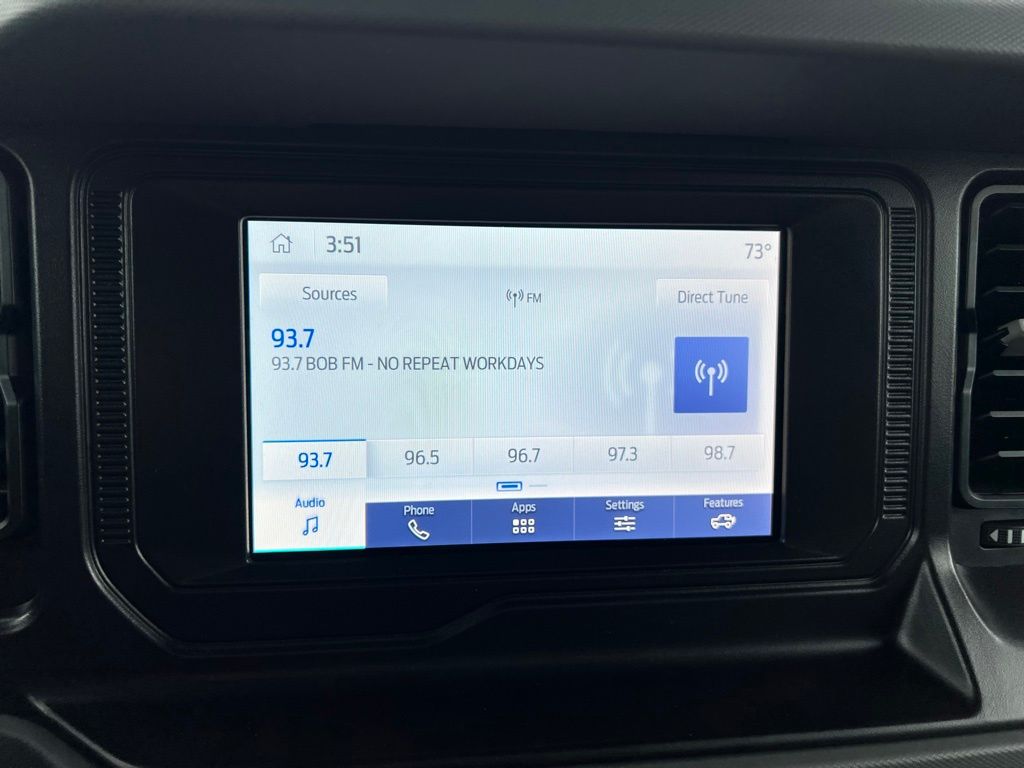 3:51
73°
Sources
FM
Direct Tune
93.7
93.7 BOB FM - NO REPEAT WORKDAYS
93.7
96.5
96.7
97.3
98.7
Audio
Phone
Apps
Settings
Features